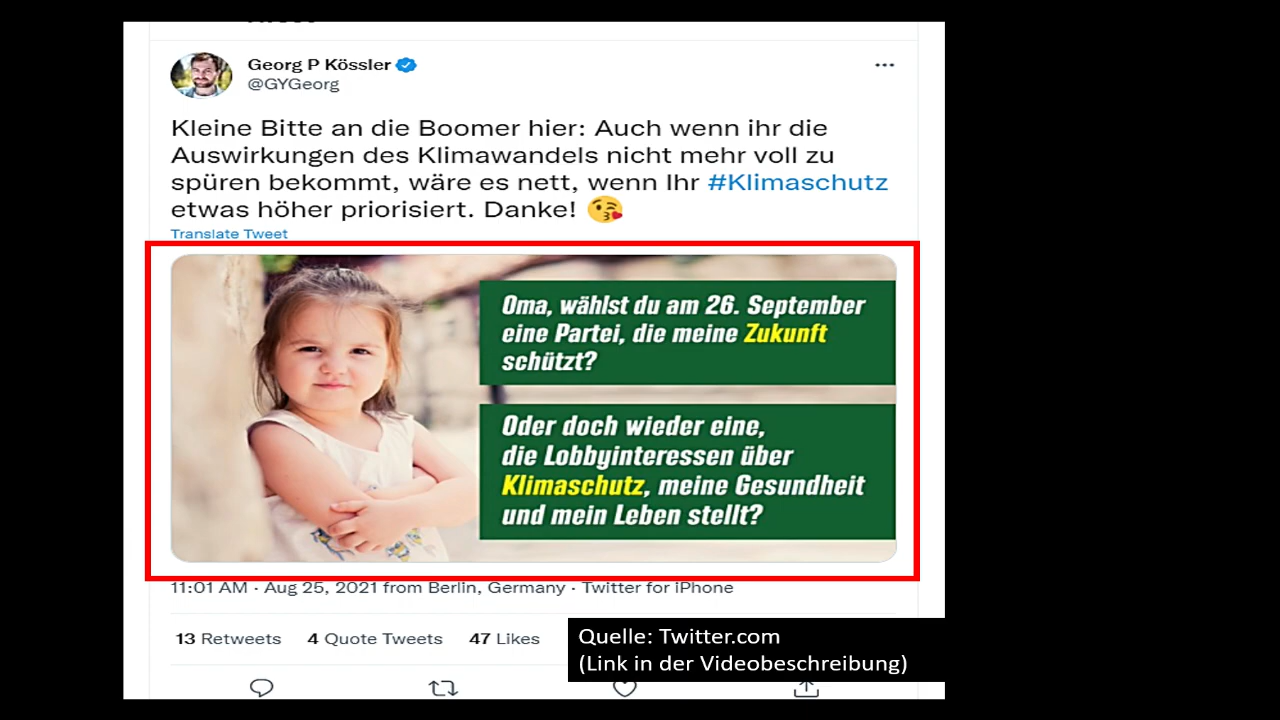 Georg P Kössler
@GYGeorg
Kleine Bitte an die Boomer hier: Auch wenn ihr die
Auswirkungen des Klimawandels nicht mehr voll zu
spüren bekommt, wäre es nett, wenn Ihr #Klimaschutz
etwas höher priorisiert. Danke! 😘
Translate Tweet
Oma, wählst du am 26. September
eine Partei, die meine Zukunft
schützt?
Oder doch wieder eine,
die Lobbyinteressen über
Klimaschutz, meine Gesundheit
und mein Leben stellt?
11:01 AM · Aug 25, 2021 from Berlin, Germany · Twitter for iPhone
13 Retweets 4 Quote Tweets 47 Likes
Quelle: Twitter.com
(Link in der Videobeschreibung)